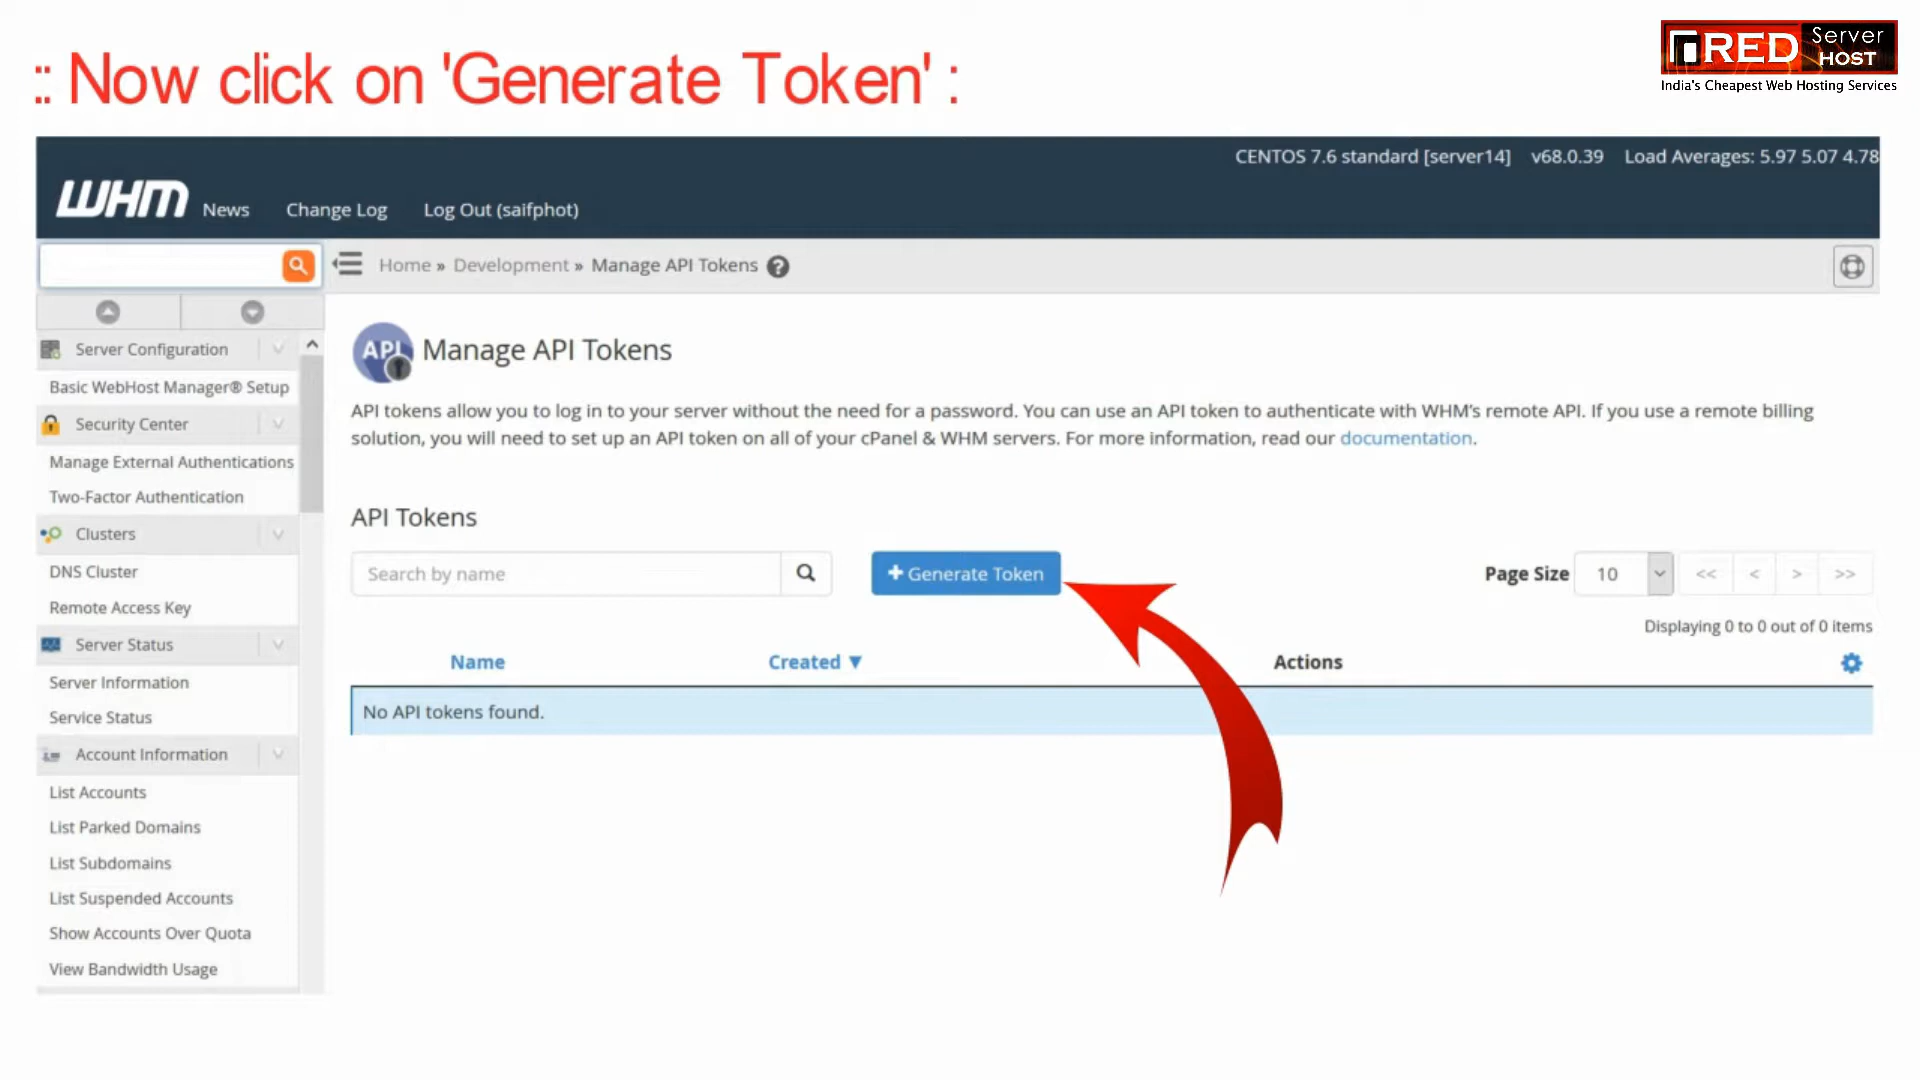 :: Now click on 'Generate Token' :
RED Server HOST
India's Cheapest Web Hosting Services
CENTOS 7.6 standard [server14] v68.0.39 Load Averages: 5.97 5.07 4.78
WHM News Change Log Log Out (saifphot)
Home » Development » Manage API Tokens ?
Server Configuration
Basic WebHost Manager® Setup
Security Center
Manage External Authentications
Two-Factor Authentication
Clusters
DNS Cluster
Remote Access Key
Server Status
Server Information
Service Status
Account Information
List Accounts
List Parked Domains
List Subdomains
List Suspended Accounts
Show Accounts Over Quota
View Bandwidth Usage
API Manage API Tokens
API tokens allow you to log in to your server without the need for a password. You can use an API token to authenticate with WHM's remote API. If you use a remote billing
solution, you will need to set up an API token on all of your cPanel & WHM servers. For more information, read our documentation.
API Tokens
Search by name + Generate Token Page Size 10 << < > >>
Displaying 0 to 0 out of 0 items
Name Created ▼ Actions
No API tokens found.